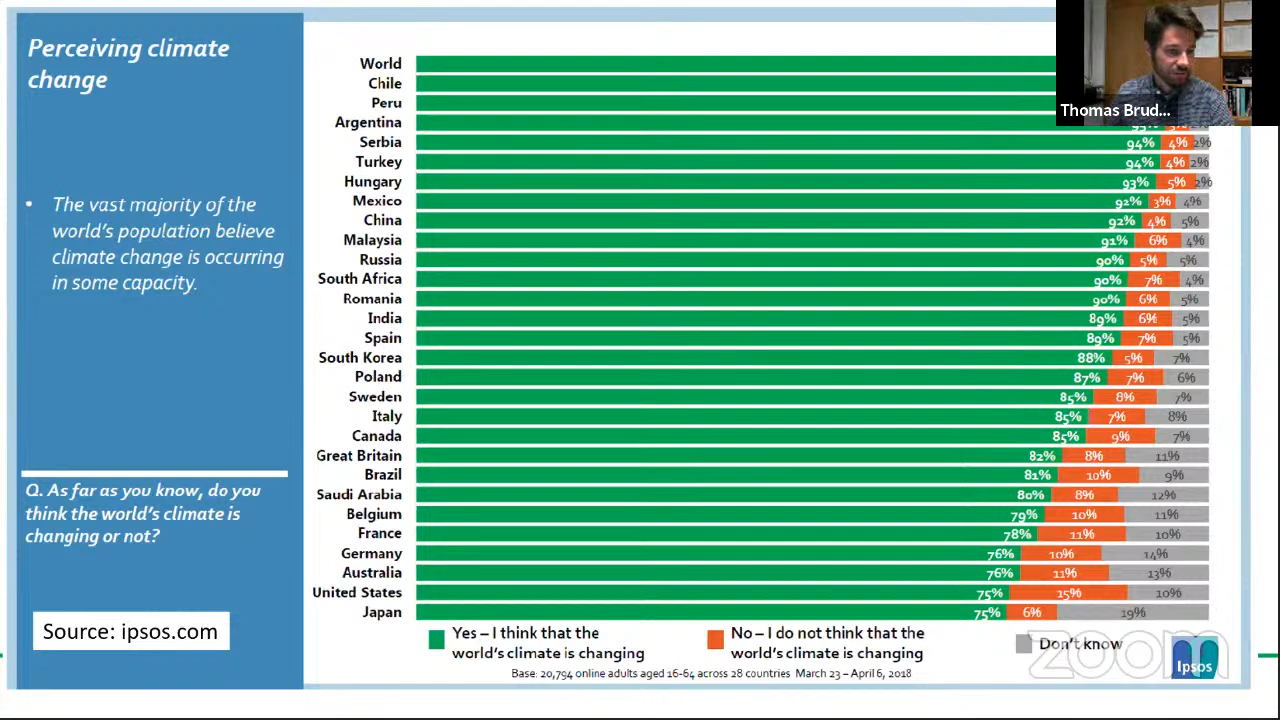 Perceiving climate
change
• The vast majority of the
world's population believe
climate change is occurring
in some capacity.
Q. As far as you know, do you
think the world's climate is
changing or not?
Source: ipsos.com
World
Chile
Peru
Argentina
Serbia 94% 4% 2%
Turkey 94% 4% 2%
Hungary 93% 5% 2%
Mexico 92% 3% 4%
China 92% 4% 5%
Malaysia 91% 6% 4%
Russia 90% 5% 5%
South Africa 90% 7% 4%
Romania 90% 6% 5%
India 89% 6% 5%
Spain 89% 7% 5%
South Korea 88% 5% 7%
Poland 87% 7% 6%
Sweden 85% 8% 7%
Italy 85% 7% 8%
Canada 85% 9% 7%
Great Britain 82% 8% 11%
Brazil 81% 10% 9%
Saudi Arabia 80% 8% 12%
Belgium 79% 10% 11%
France 78% 11% 10%
Germany 76% 10% 14%
Australia 76% 11% 13%
United States 75% 15% 10%
Japan 75% 6% 19%
Yes – I think that the
world's climate is changing
No – I do not think that the
world's climate is changing
Don't know
Base: 20,794 online adults aged 16-64 across 28 countries March 23 – April 6, 2018
Ipsos
zoom
Thomas Brud...